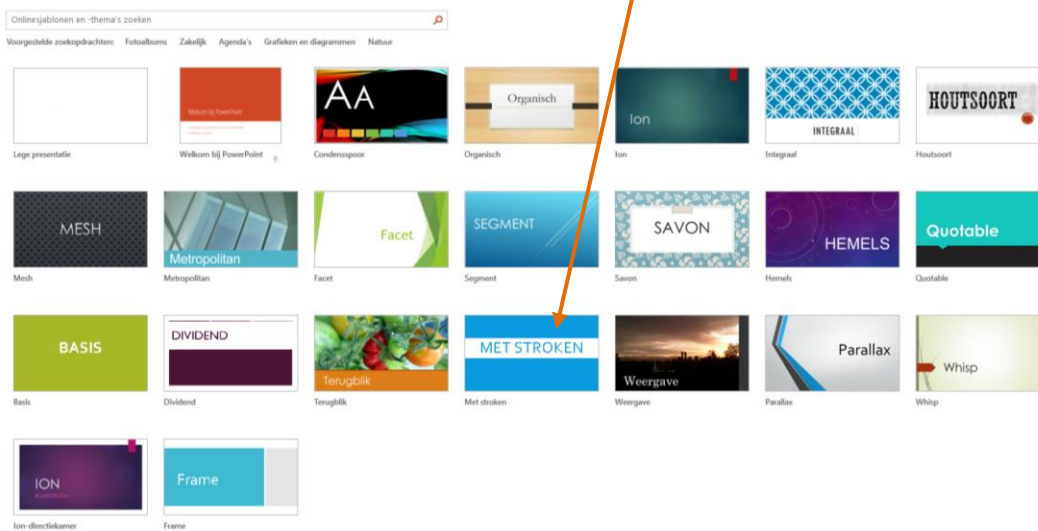 Onlinesjablonen en -thema's zoeken
Voorgestelde zoekopdrachten: Fotoalbums Zakelijk Agenda's Grafieken en diagrammen Natuur
Welkom bij PowerPoint
AA
Organisch
Ion
INTEGRAAL
HOUTSOORT
Lege presentatie
Welkom bij PowerPoint
Condensspoor
Organisch
Ion
Integraal
Houtsoort
MESH
Metropolitan
Facet
SEGMENT
SAVON
HEMELS
Quotable
Mesh
Metropolitan
Facet
Segment
Savon
Hemels
Quotable
BASIS
DIVIDEND
Terugblik
MET STROKEN
Weergave
Parallax
Whisp
Basis
Dividend
Terugblik
Met stroken
Weergave
Parallax
Whisp
ION
Frame
Ion-directiekamer
Frame